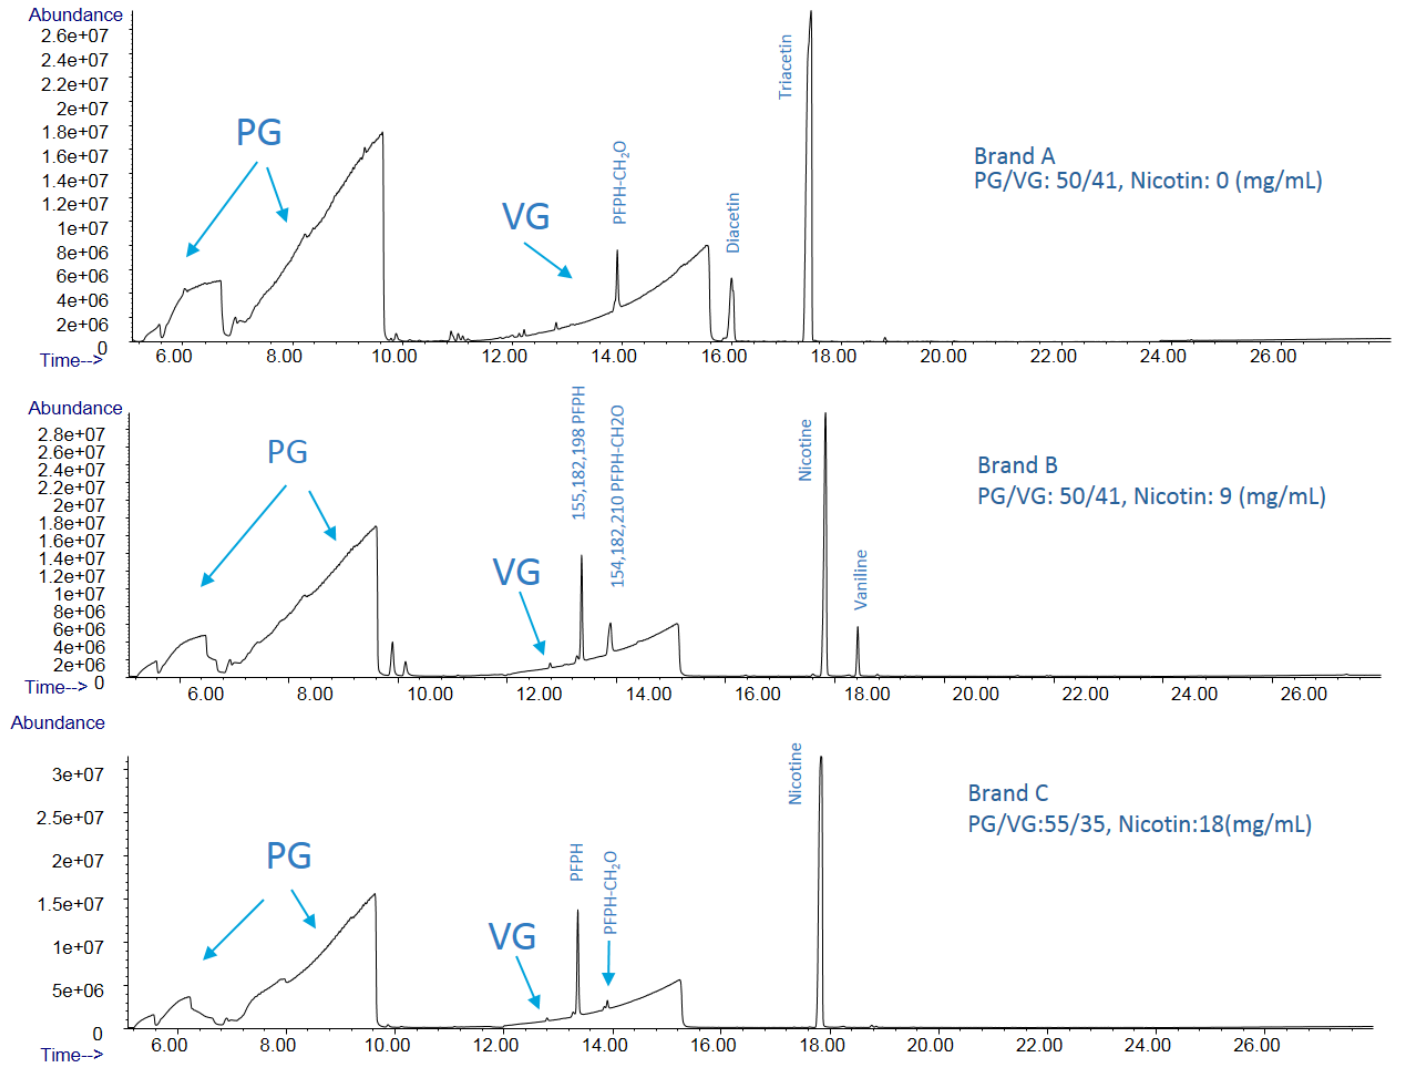 Abundance
2.6e+07
2.4e+07
2.2e+07
2e+07
1.8e+07
1.6e+07
1.4e+07
1.2e+07
1e+07
8e+06
6e+06
4e+06
2e+06
0
Time-->
6.00 8.00 10.00 12.00 14.00 16.00 18.00 20.00 22.00 24.00 26.00
PG
VG
PFPH-CH₂O
Diacetin
Triacetin
Brand A
PG/VG: 50/41, Nicotin: 0 (mg/mL)
Abundance
2.8e+07
2.6e+07
2.4e+07
2.2e+07
2e+07
1.8e+07
1.6e+07
1.4e+07
1.2e+07
1e+07
8e+06
6e+06
4e+06
2e+06
0
Time-->
6.00 8.00 10.00 12.00 14.00 16.00 18.00 20.00 22.00 24.00 26.00
PG
VG
155,182,198 PFPH
154,182,210 PFPH-CH2O
Nicotine
Vaniline
Brand B
PG/VG: 50/41, Nicotin: 9 (mg/mL)
Abundance
3e+07
2.5e+07
2e+07
1.5e+07
1e+07
5e+06
0
Time-->
6.00 8.00 10.00 12.00 14.00 16.00 18.00 20.00 22.00 24.00 26.00
PG
VG
PFPH
PFPH-CH₂O
Nicotine
Brand C
PG/VG:55/35, Nicotin:18(mg/mL)